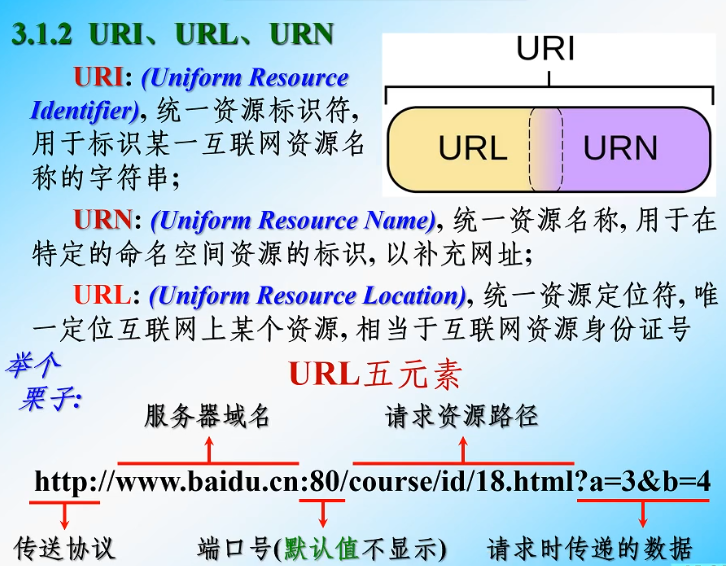 3.1.2 URI、URL、URN
URI
URL
URN
URI: (Uniform Resource
Identifier), 统一资源标识符,
用于标识某一互联网资源名
称的字符串;
URN: (Uniform Resource Name), 统一资源名称, 用于在
特定的命名空间资源的标识, 以补充网址;
URL: (Uniform Resource Location), 统一资源定位符, 唯
一定位互联网上某个资源, 相当于互联网资源身份证号
举个
栗子:
URL五元素
服务器域名
请求资源路径
http://www.baidu.cn:80/course/id/18.html?a=3&b=4
传送协议
端口号(默认值不显示)
请求时传递的数据